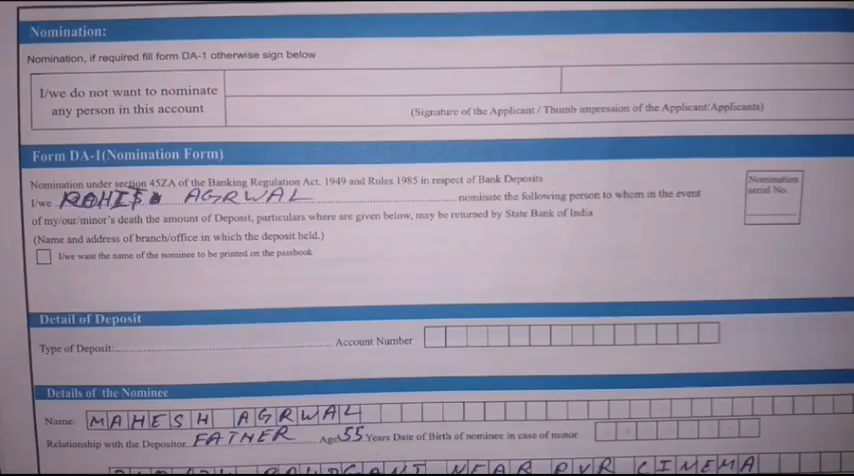 Nomination:
Nomination, if required fill form DA-1 otherwise sign below
I/we do not want to nominate
any person in this account
(Signature of the Applicant / Thumb impression of the Applicant/Applicants)
Form DA-1(Nomination Form)
Nomination under section 45ZA of the Banking Regulation Act. 1949 and Rules 1985 in respect of Bank Deposits
Nomination
serial No.
I/we AGRWAL nominate the following person to whom in the event
of my/our/minor's death the amount of Deposit, particulars where are given below, may be returned by State Bank of India
(Name and address of branch/office in which the deposit held.)
I/we want the name of the nominee to be printed on the passbook
Detail of Deposit
Type of Deposit: Account Number
Details of the Nominee
Name: MAHESH AGRWAL
Relationship with the Depositor FATHER Age 55 Years Date of Birth of nominee in case of minor
NEAR PVR CINEMA